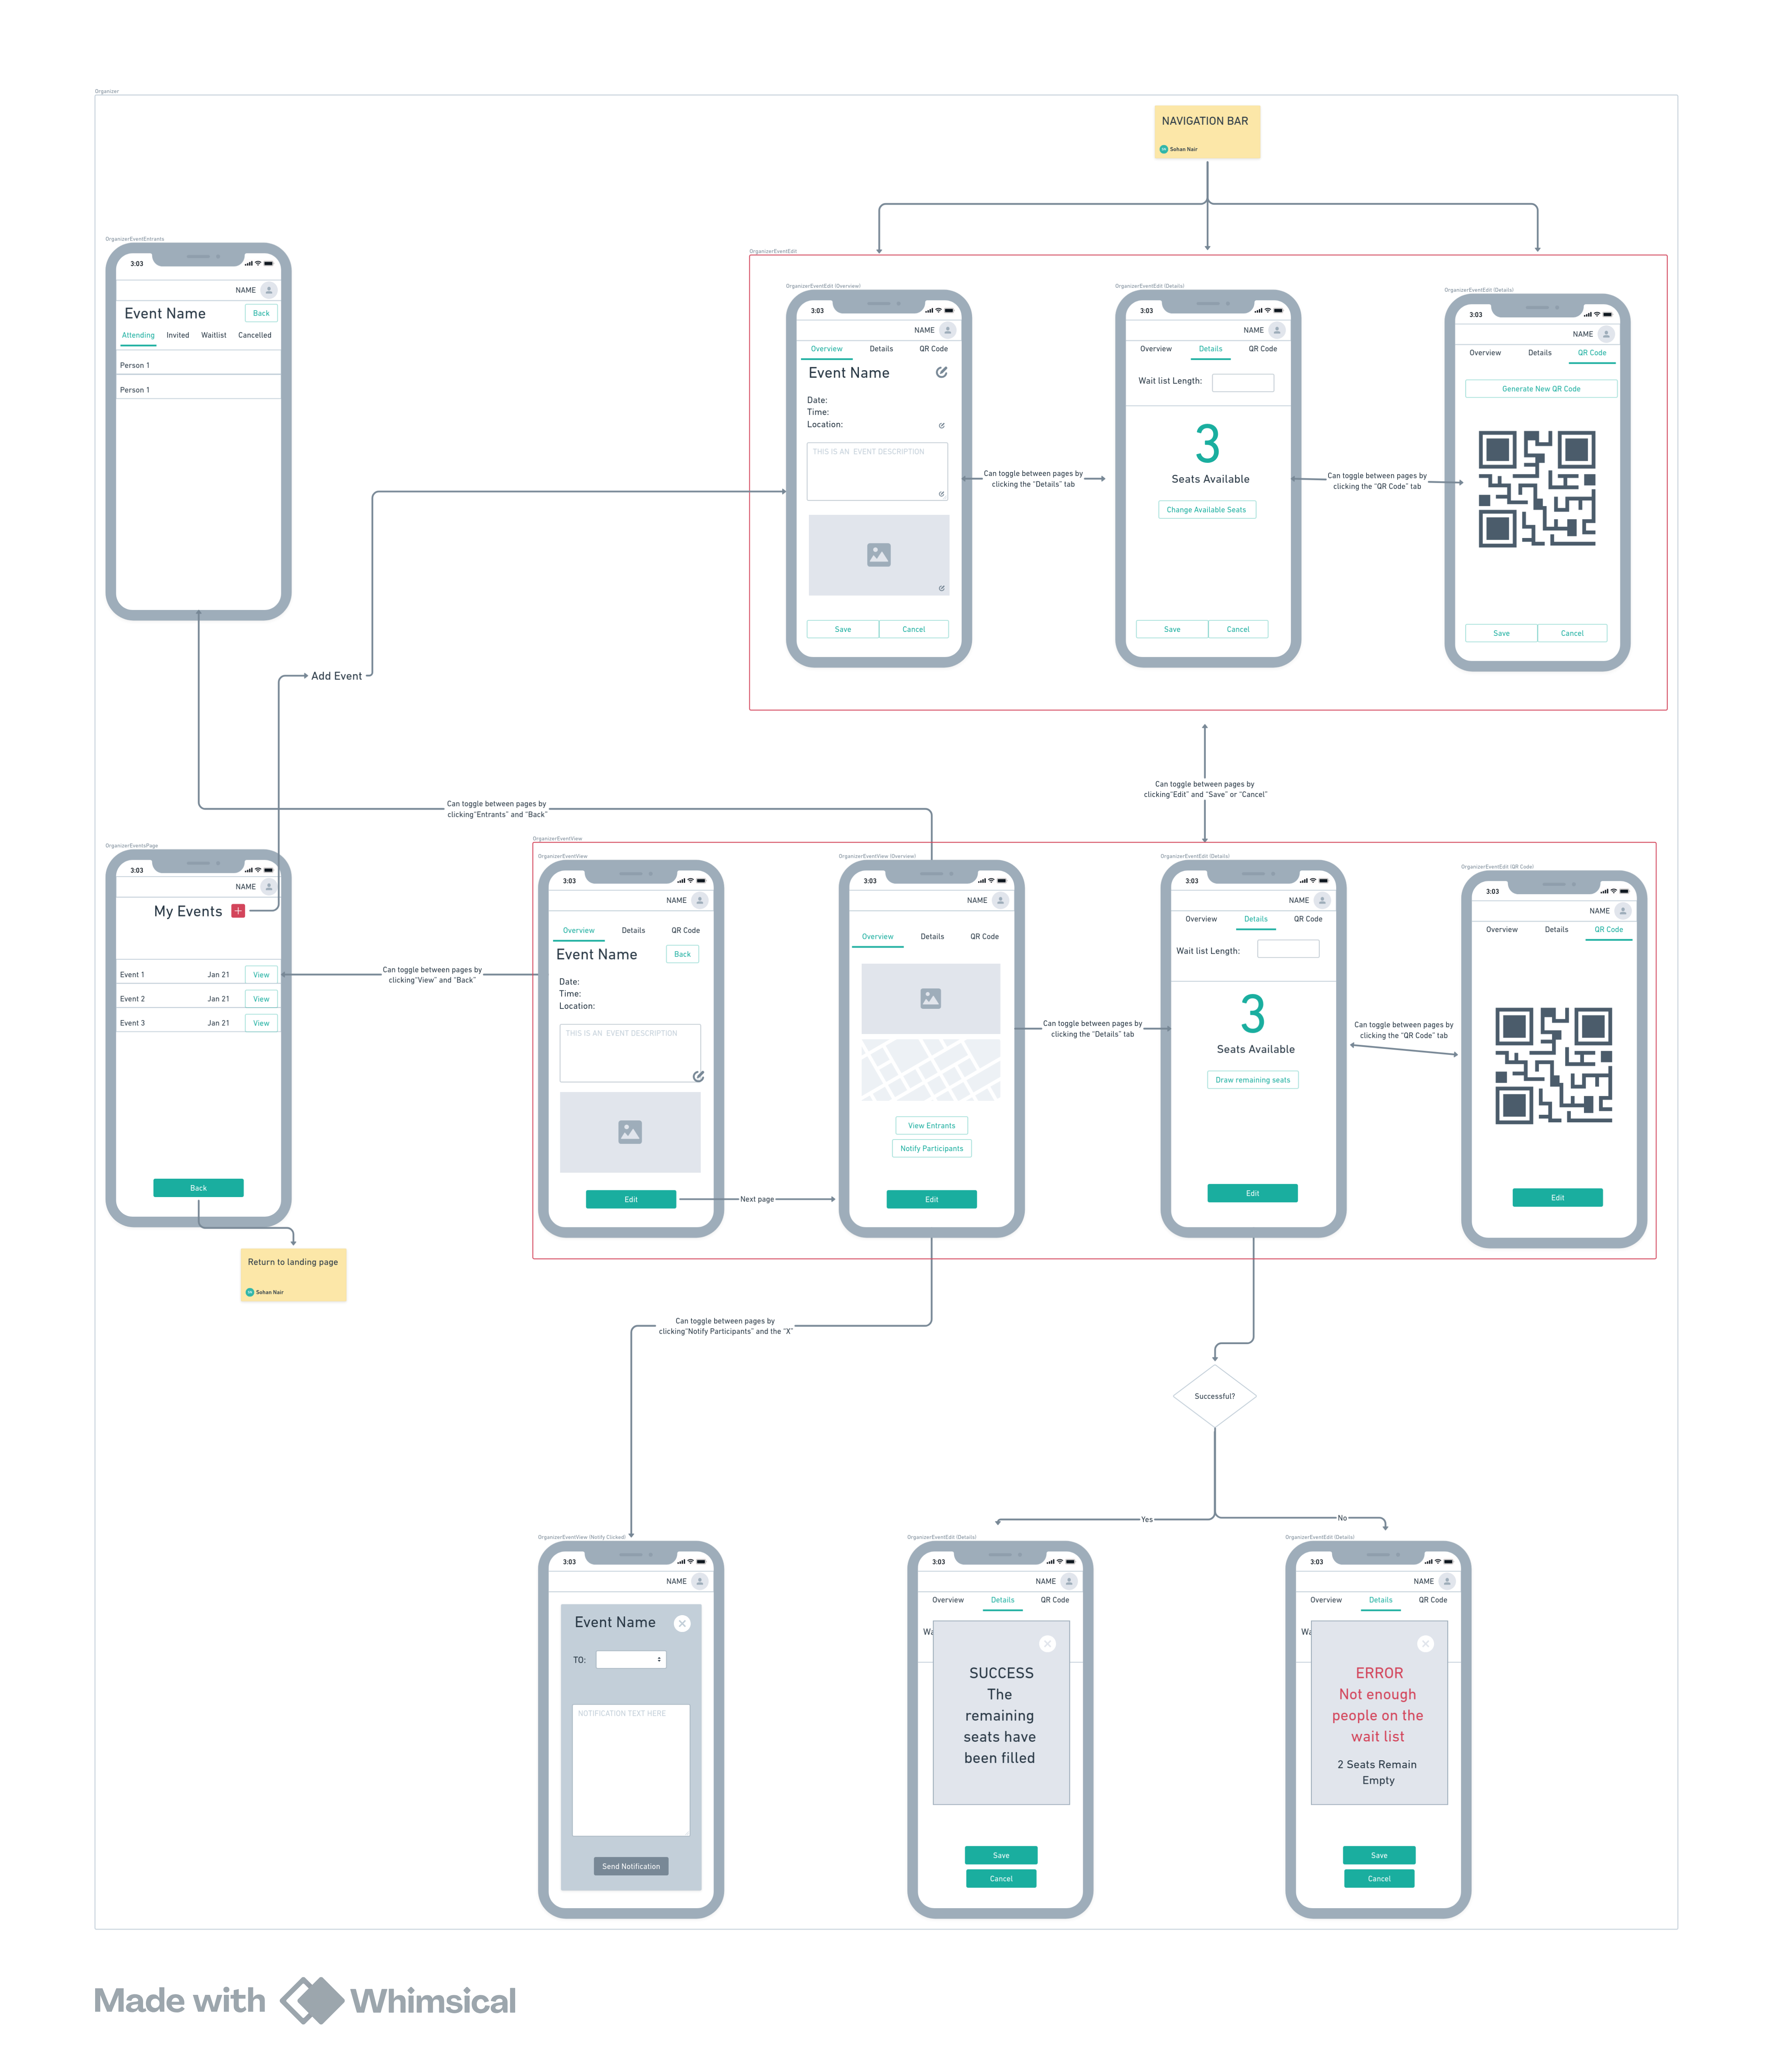 Organizer
NAVIGATION BAR
Sohan Nair
OrganizerEventEntrants
3:03
NAME
Event Name
Back
Attending Invited Waitlist Cancelled
Person 1
Person 1
OrganizerEventEdit
OrganizerEventEdit (Overview)
3:03
NAME
Overview Details QR Code
Event Name
Date:
Time:
Location:
THIS IS AN EVENT DESCRIPTION
Save Cancel
Can toggle between pages by
clicking the "Details" tab
OrganizerEventEdit (Details)
3:03
NAME
Overview Details QR Code
Wait list Length:
3
Seats Available
Change Available Seats
Save Cancel
Can toggle between pages by
clicking the "QR Code" tab
OrganizerEventEdit (Details)
3:03
NAME
Overview Details QR Code
Generate New QR Code
Save Cancel
Add Event
Can toggle between pages by
clicking"Edit" and "Save" or "Cancel"
Can toggle between pages by
clicking"Entrants" and "Back"
OrganizerEventsPage
3:03
NAME
My Events
Event 1 Jan 21 View
Event 2 Jan 21 View
Event 3 Jan 21 View
Back
Return to landing page
Sohan Nair
Can toggle between pages by
clicking"View" and "Back"
OrganizerEventView
OrganizerEventView
3:03
NAME
Overview Details QR Code
Event Name
Back
Date:
Time:
Location:
THIS IS AN EVENT DESCRIPTION
Edit
Next page
OrganizerEventView (Overview)
3:03
NAME
Overview Details QR Code
View Entrants
Notify Participants
Edit
Can toggle between pages by
clicking the "Details" tab
OrganizerEventEdit (Details)
3:03
NAME
Overview Details QR Code
Wait list Length:
3
Seats Available
Draw remaining seats
Edit
Can toggle between pages by
clicking the "QR Code" tab
OrganizerEventEdit (QR Code)
3:03
NAME
Overview Details QR Code
Edit
Can toggle between pages by
clicking"Notify Participants" and the "X"
Successful?
Yes
No
OrganizerEventView (Notify Clicked)
3:03
NAME
Event Name
TO:
NOTIFICATION TEXT HERE
Send Notification
OrganizerEventEdit (Details)
3:03
NAME
Overview Details QR Code
Wa
SUCCESS
The
remaining
seats have
been filled
Save
Cancel
OrganizerEventEdit (Details)
3:03
NAME
Overview Details QR Code
Wa
ERROR
Not enough
people on the
wait list
2 Seats Remain
Empty
Save
Cancel
Made with Whimsical